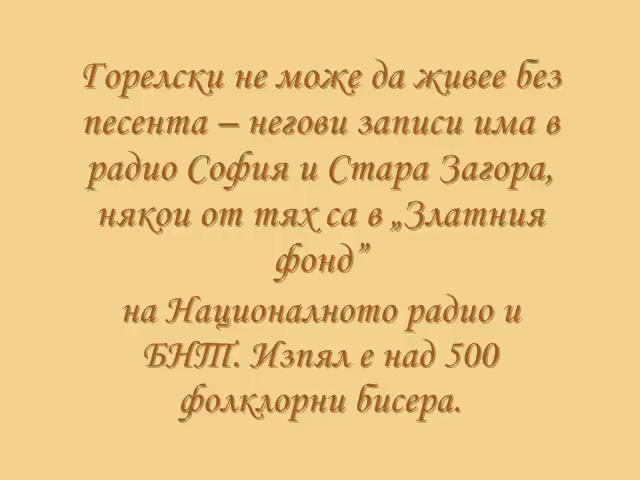 Горелски не може да живее без
песента – негови записи има в
радио София и Стара Загора,
някои от тях са в „Златния
фонд”
на Националното радио и
БНТ. Изпял е над 500
фолклорни бисера.